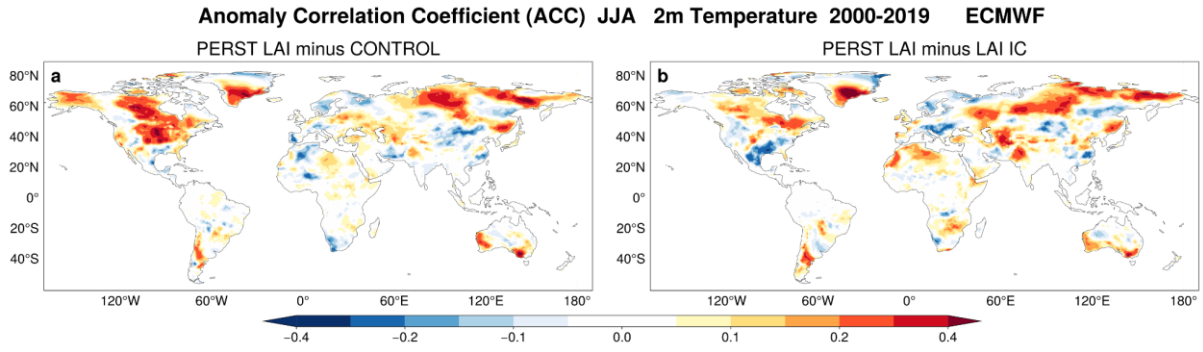 Anomaly Correlation Coefficient (ACC) JJA 2m Temperature 2000-2019 ECMWF
PERST LAI minus CONTROL
PERST LAI minus LAI IC
a
80°N
60°N
40°N
20°N
0°
20°S
40°S
120°W 60°W 0° 60°E 120°E 180°
b
80°N
60°N
40°N
20°N
0°
20°S
40°S
120°W 60°W 0° 60°E 120°E 180°
−0.4 −0.2 −0.1 0.0 0.1 0.2 0.4